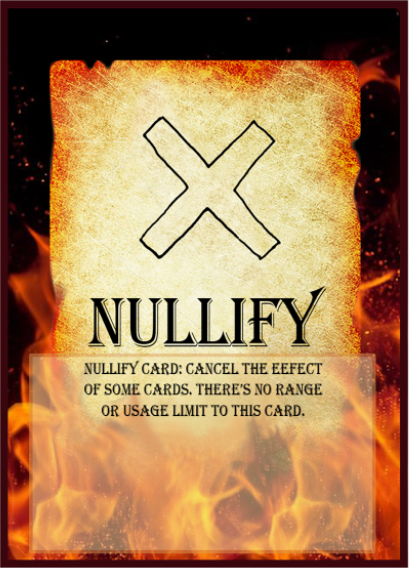 NULLIFY
NULLIFY CARD: CANCEL THE EEFECT
OF SOME CARDS. THERE'S NO RANGE
OR USAGE LIMIT TO THIS CARD.